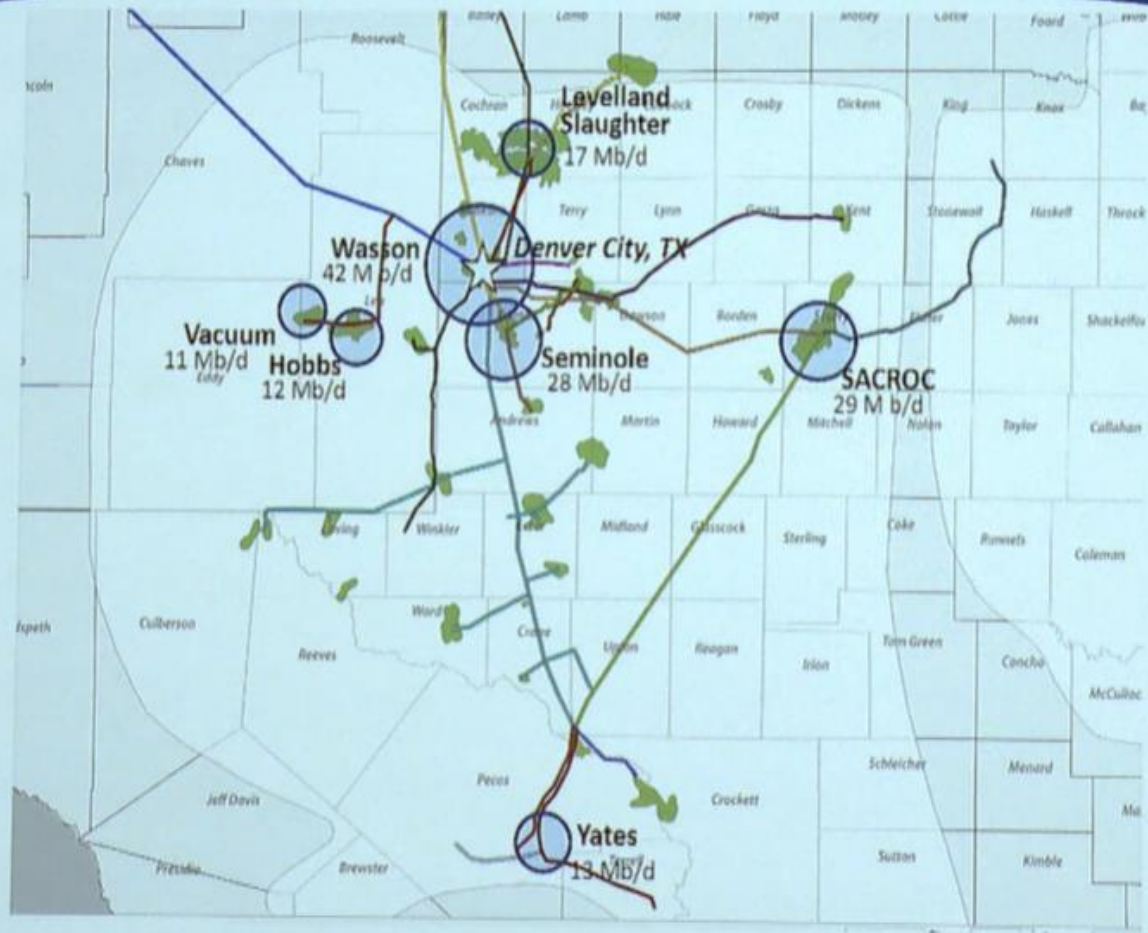 Lamb
Hale
Floyd
Motley
Foard
Roosevelt
Cochran
Crosby
Dickens
King
Knox
Levelland
Slaughter
17 Mb/d
Chaves
Terry
Lynn
Garza
Kent
Stonewall
Haskell
Wasson
42 M b/d
Denver City, TX
Vacuum
11 Mb/d
Eddy
Hobbs
12 Mb/d
Lea
Seminole
28 Mb/d
Dawson
Borden
Jones
SACROC
29 M b/d
Andrews
Martin
Howard
Mitchell
Nolan
Taylor
Callahan
Winkler
Midland
Glasscock
Sterling
Coke
Runnels
Coleman
Culberson
Reeves
Ward
Crane
Upton
Reagan
Irion
Tom Green
Concho
Pecos
Crockett
Schleicher
Menard
Jeff Davis
Presidio
Brewster
Yates
13 Mb/d
Sutton
Kimble